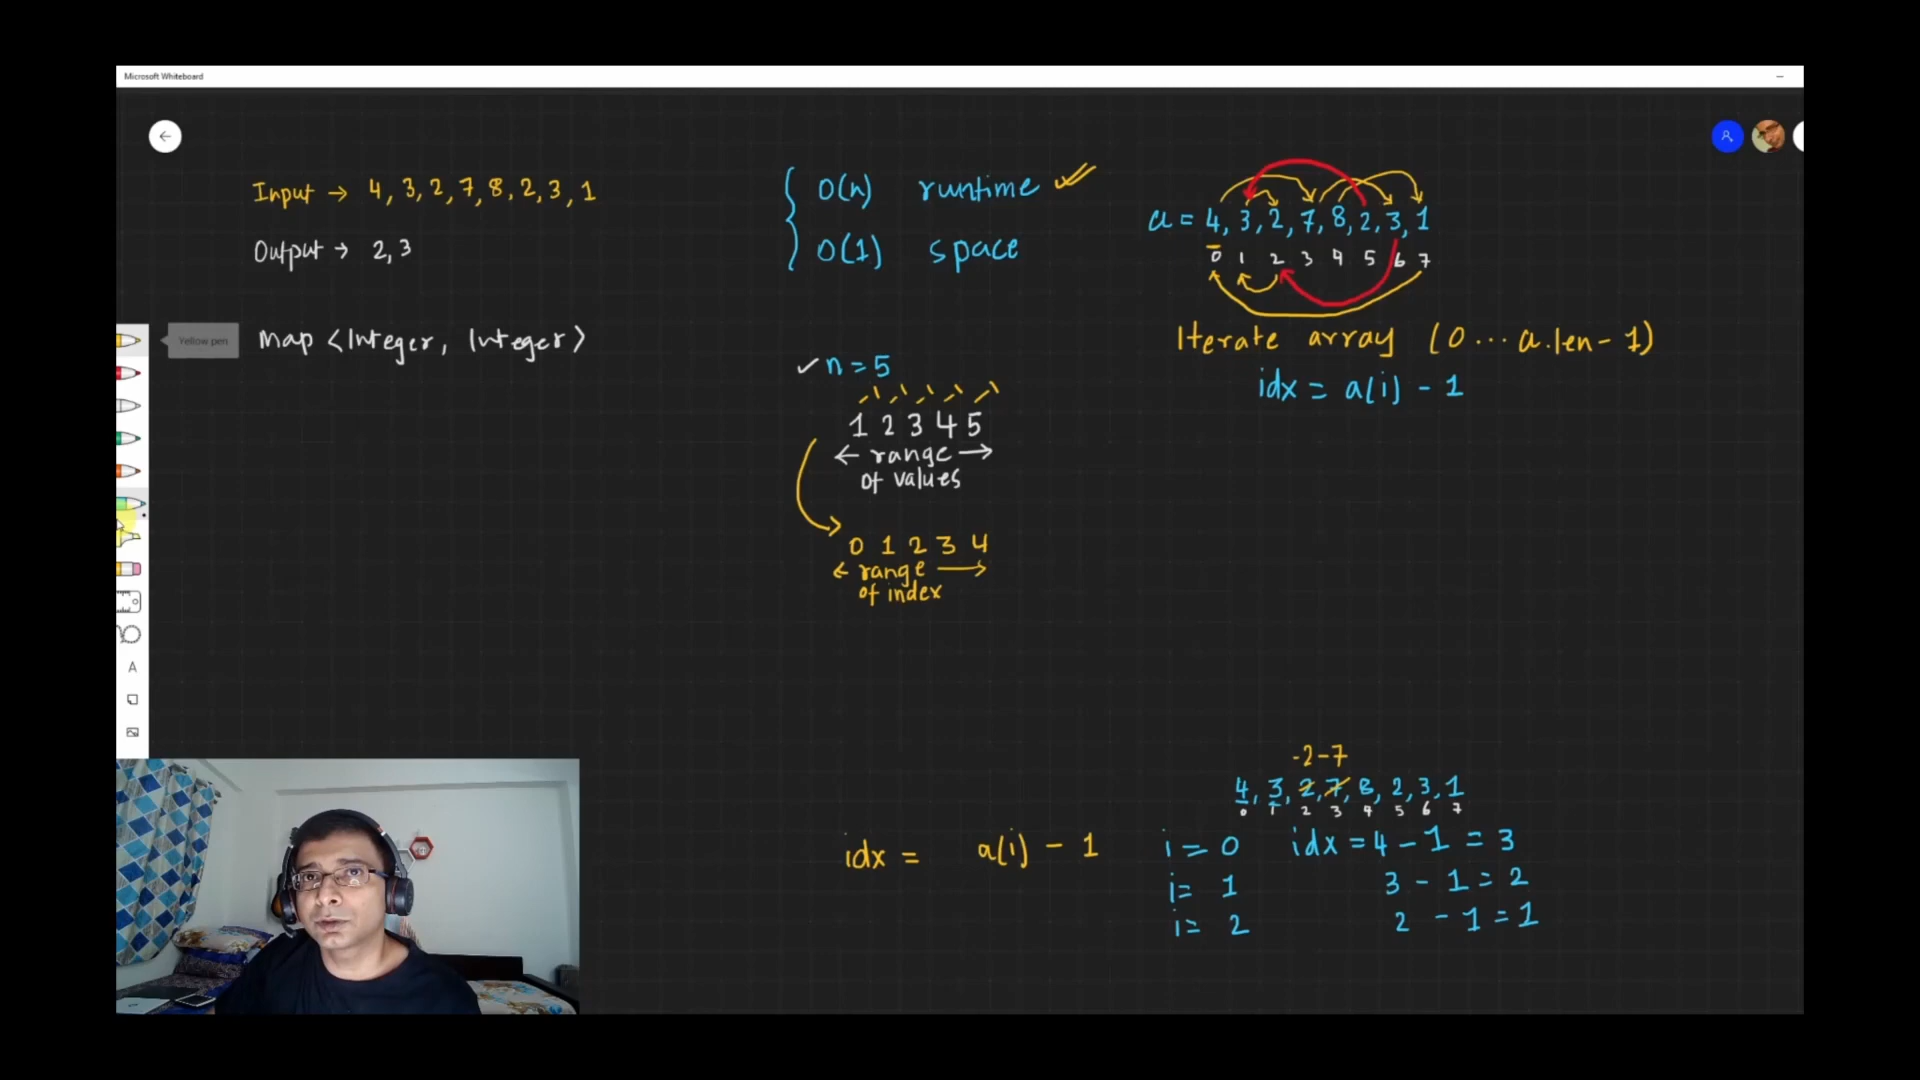 Microsoft Whiteboard
Input → 4, 3, 2, 7, 8, 2, 3, 1
Output → 2, 3
Yellow pen
Map <Integer, Integer>
O(n) runtime
O(1) space
✓ n = 5
1 2 3 4 5
← range →
of values
0 1 2 3 4
← range →
of index
a = 4, 3, 2, 7, 8, 2, 3, 1
0 1 2 3 4 5 6 7
Iterate array (0 ... a.len - 1)
idx = a(i) - 1
-2 -7
4, 3, 2, 7, 8, 2, 3, 1
0 1 2 3 4 5 6 7
idx = a(i) - 1
i = 0 idx = 4 - 1 = 3
i = 1 3 - 1 = 2
i = 2 2 - 1 = 1
A